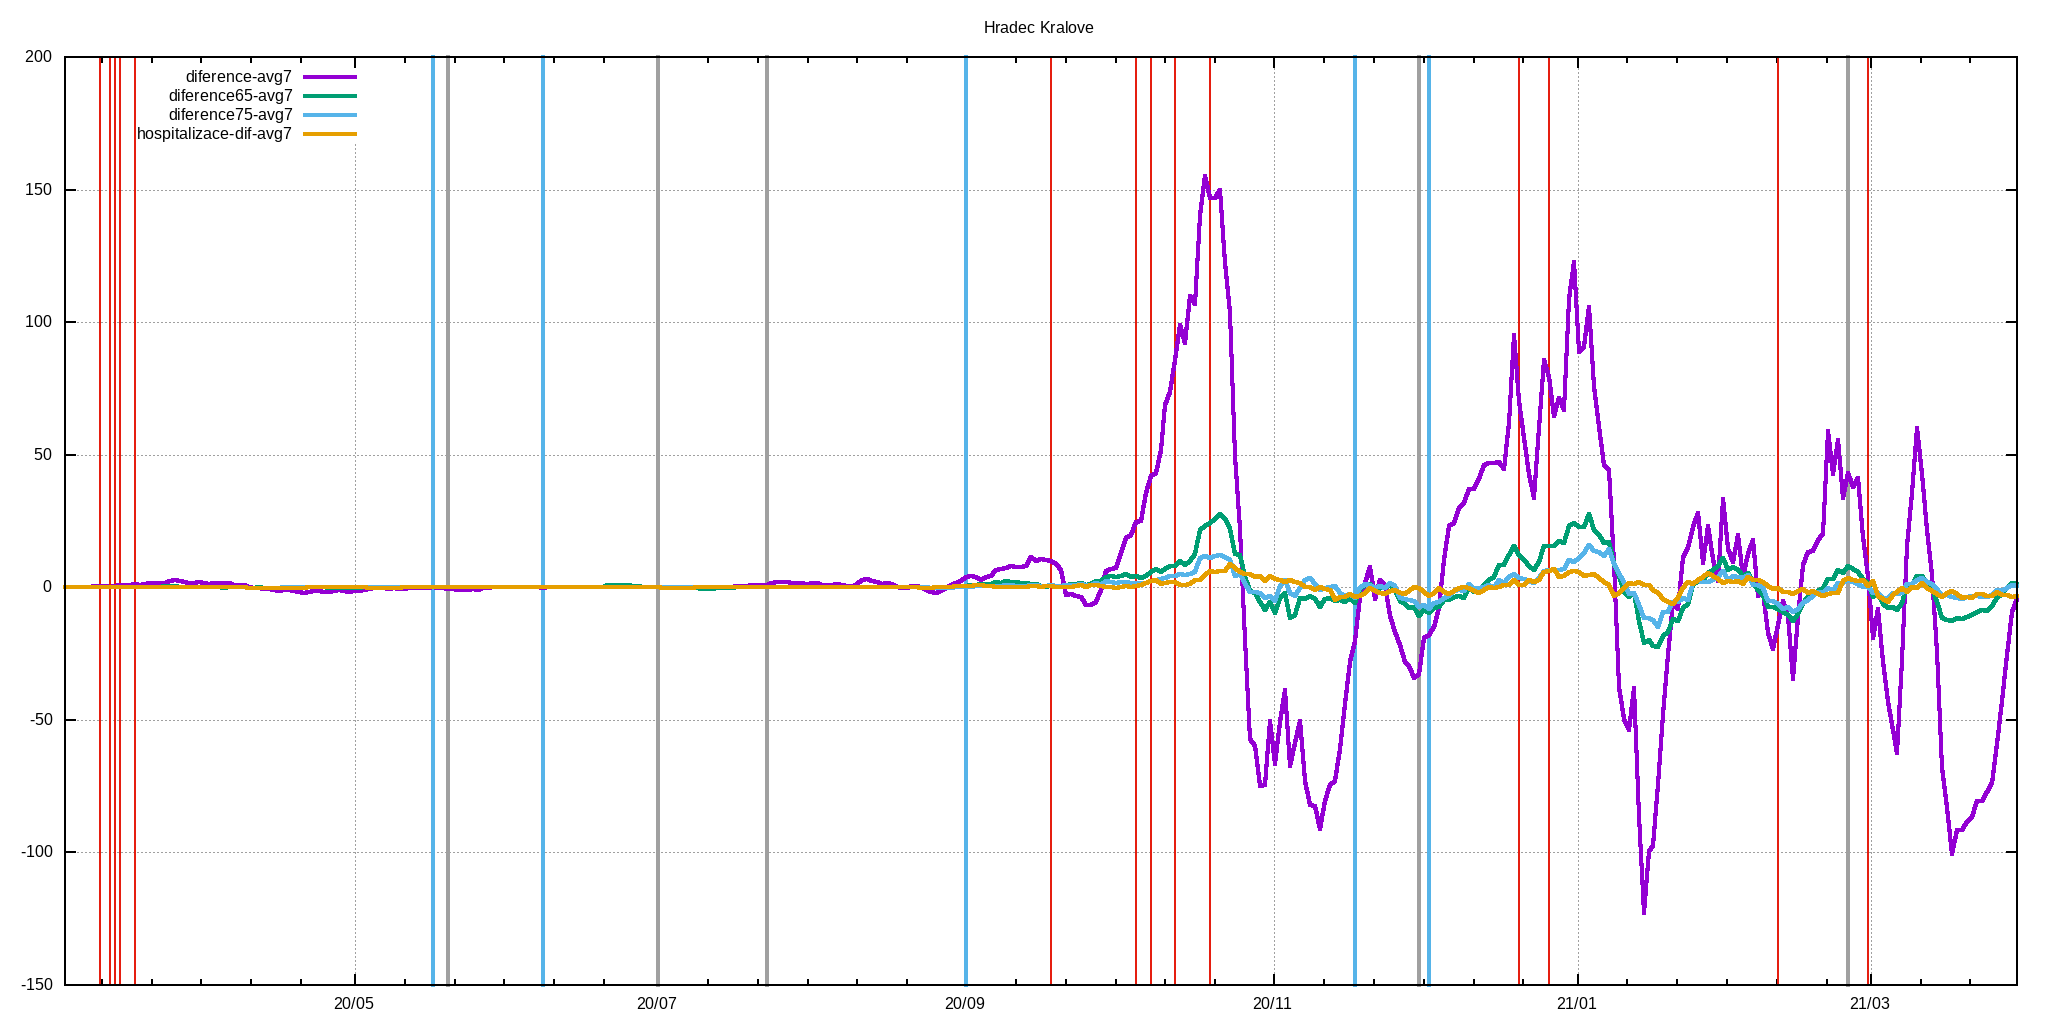 Hradec Kralove
200
150
100
50
0
-50
-100
-150
diference-avg7
diference65-avg7
diference75-avg7
hospitalizace-dif-avg7
20/05
20/07
20/09
20/11
21/01
21/03